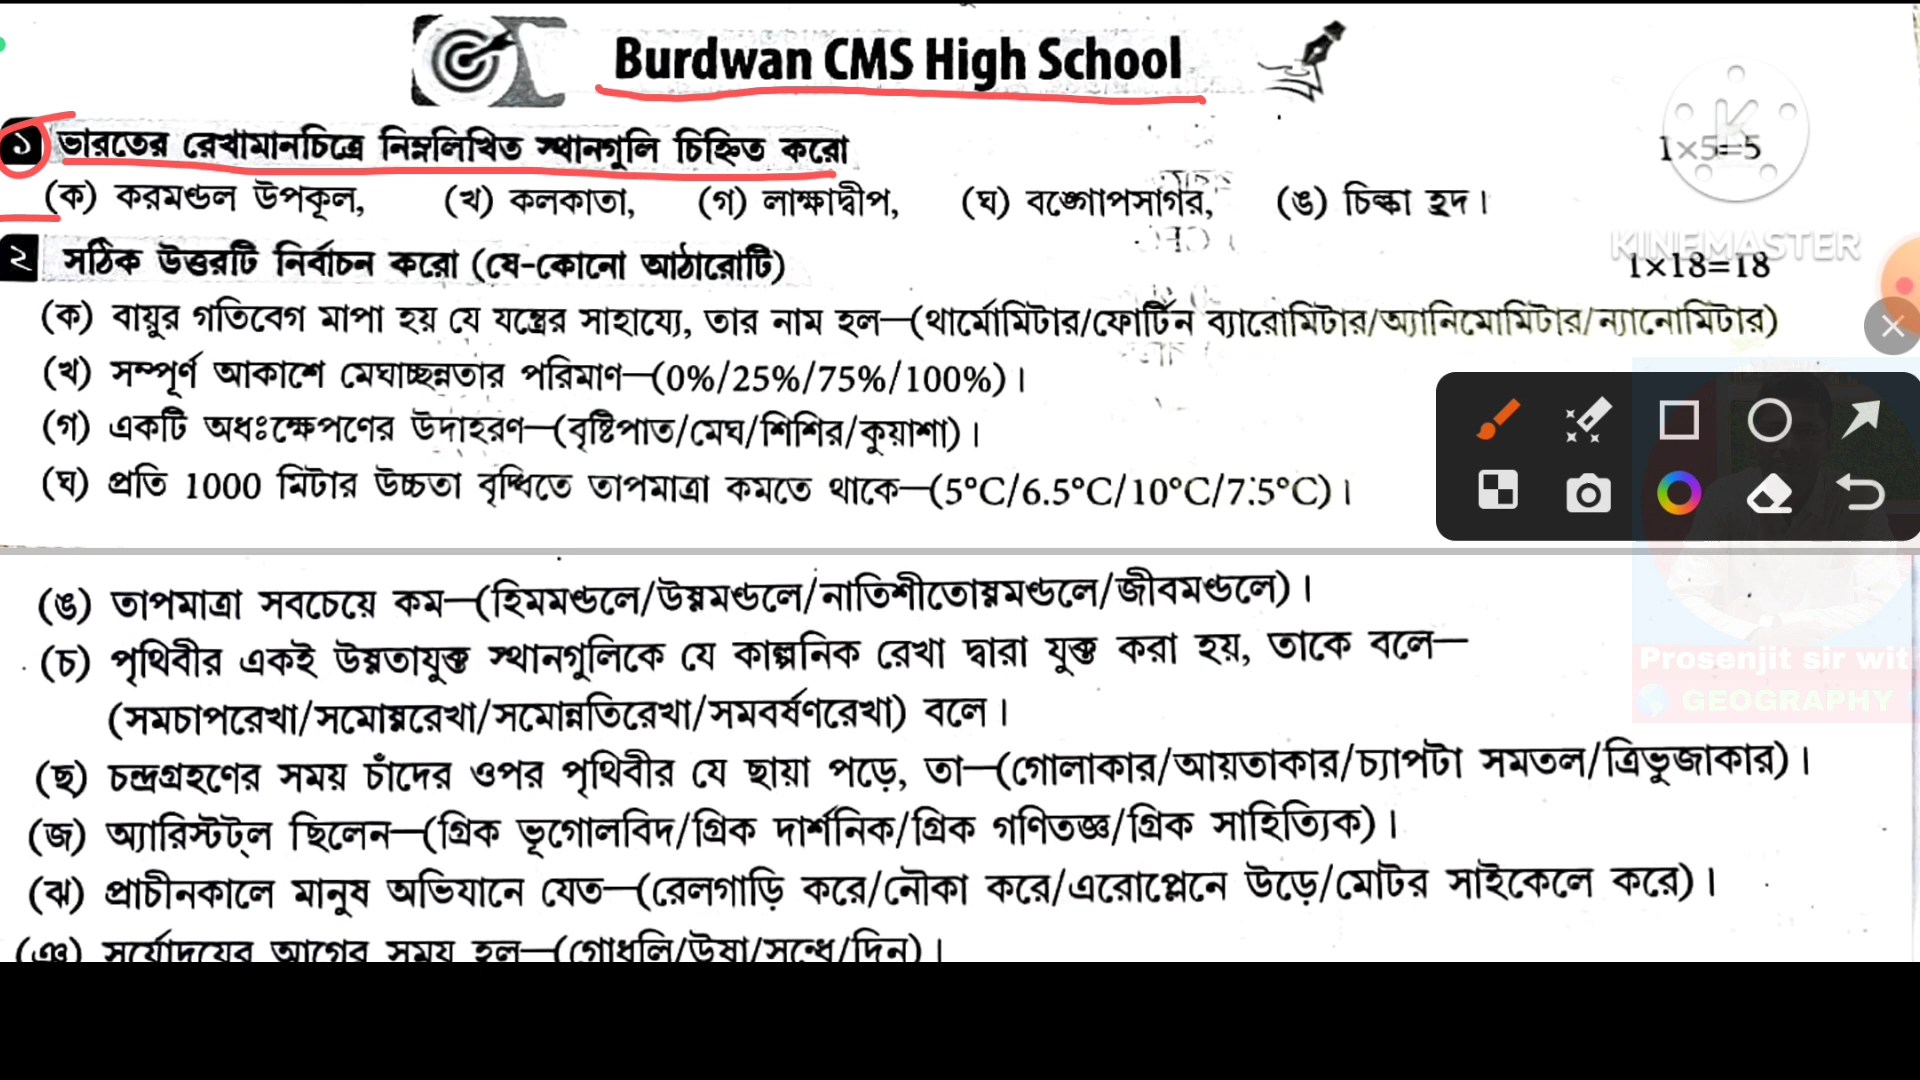 Burdwan CMS High School
১ ভারতের রেখামানচিত্রে নিম্নলিখিত স্থানগুলি চিহ্নিত করো 1×5=5
(ক) করমণ্ডল উপকূল, (খ) কলকাতা, (গ) লাক্ষাদ্বীপ, (ঘ) বঙ্গোপসাগর, (ঙ) চিল্কা হ্রদ।
KINEMASTER
২ সঠিক উত্তরটি নির্বাচন করো (যে-কোনো আঠারোটি) 1×18=18
(ক) বায়ুর গতিবেগ মাপা হয় যে যন্ত্রের সাহায্যে, তার নাম হল—(থার্মোমিটার/ফোর্টিন ব্যারোমিটার/অ্যানিমোমিটার/ন্যানোমিটার)
(খ) সম্পূর্ণ আকাশে মেঘাচ্ছন্নতার পরিমাণ—(0%/25%/75%/100%)।
(গ) একটি অধঃক্ষেপণের উদাহরণ—(বৃষ্টিপাত/মেঘ/শিশির/কুয়াশা)।
(ঘ) প্রতি 1000 মিটার উচ্চতা বৃদ্ধিতে তাপমাত্রা কমতে থাকে—(5°C/6.5°C/10°C/7.5°C)।
(ঙ) তাপমাত্রা সবচেয়ে কম—(হিমমণ্ডলে/উষ্ণমণ্ডলে/নাতিশীতোষ্ণমণ্ডলে/জীবমণ্ডলে)।
(চ) পৃথিবীর একই উষ্ণতাযুক্ত স্থানগুলিকে যে কাল্পনিক রেখা দ্বারা যুক্ত করা হয়, তাকে বলে—
(সমচাপরেখা/সমোষ্ণরেখা/সমোন্নতিরেখা/সমবর্ষণরেখা) বলে।
Prosenjit sir wit
GEOGRAPHY
(ছ) চন্দ্রগ্রহণের সময় চাঁদের ওপর পৃথিবীর যে ছায়া পড়ে, তা—(গোলাকার/আয়তাকার/চ্যাপটা সমতল/ত্রিভুজাকার)।
(জ) অ্যারিস্টট্‌ল ছিলেন—(গ্রিক ভূগোলবিদ/গ্রিক দার্শনিক/গ্রিক গণিতজ্ঞ/গ্রিক সাহিত্যিক)।
(ঝ) প্রাচীনকালে মানুষ অভিযানে যেত—(রেলগাড়ি করে/নৌকা করে/এরোপ্লেনে উড়ে/মোটর সাইকেলে করে)।
(ঞ) সূর্যোদয়ের আগের সময় হল—(গোধূলি/উষা/সন্ধে/দিন)।